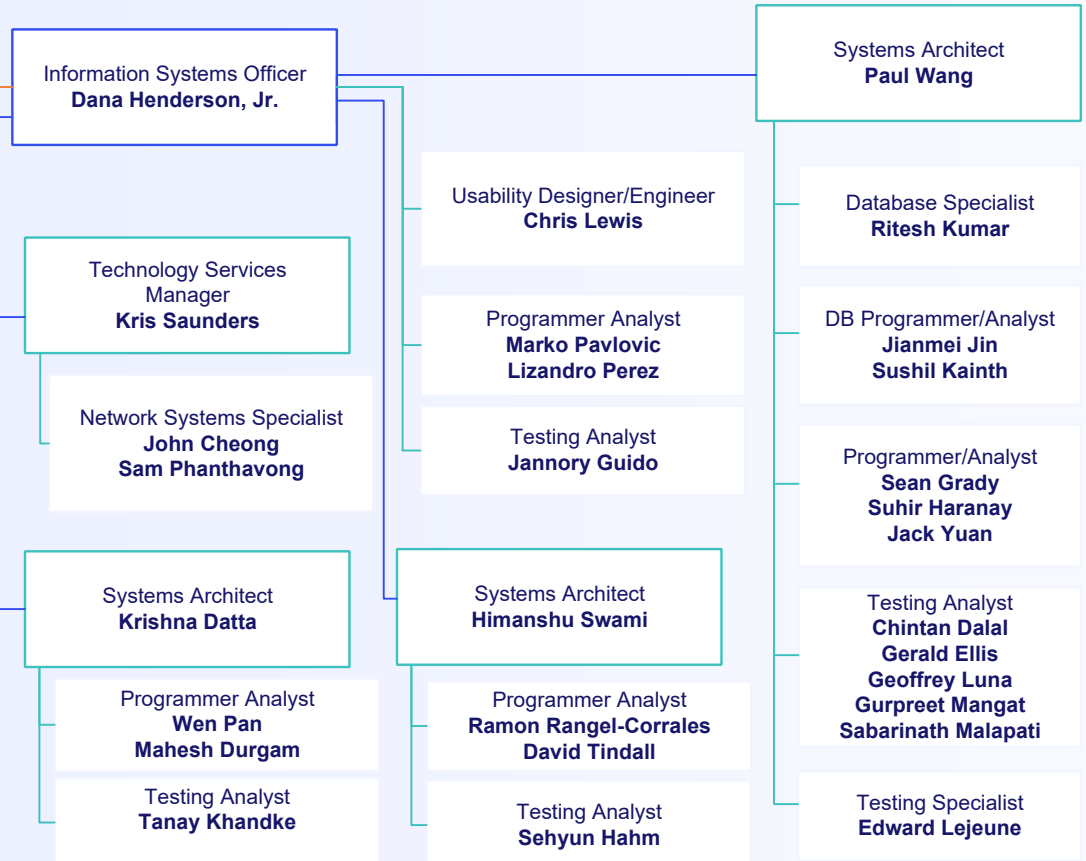 Information Systems Officer
Dana Henderson, Jr.
Systems Architect
Paul Wang
Usability Designer/Engineer
Chris Lewis
Database Specialist
Ritesh Kumar
Technology Services
Manager
Kris Saunders
Programmer Analyst
Marko Pavlovic
Lizandro Perez
DB Programmer/Analyst
Jianmei Jin
Sushil Kainth
Network Systems Specialist
John Cheong
Sam Phanthavong
Testing Analyst
Jannory Guido
Programmer/Analyst
Sean Grady
Suhir Haranay
Jack Yuan
Systems Architect
Krishna Datta
Systems Architect
Himanshu Swami
Testing Analyst
Chintan Dalal
Gerald Ellis
Geoffrey Luna
Gurpreet Mangat
Sabarinath Malapati
Programmer Analyst
Wen Pan
Mahesh Durgam
Programmer Analyst
Ramon Rangel-Corrales
David Tindall
Testing Analyst
Tanay Khandke
Testing Analyst
Sehyun Hahm
Testing Specialist
Edward Lejeune